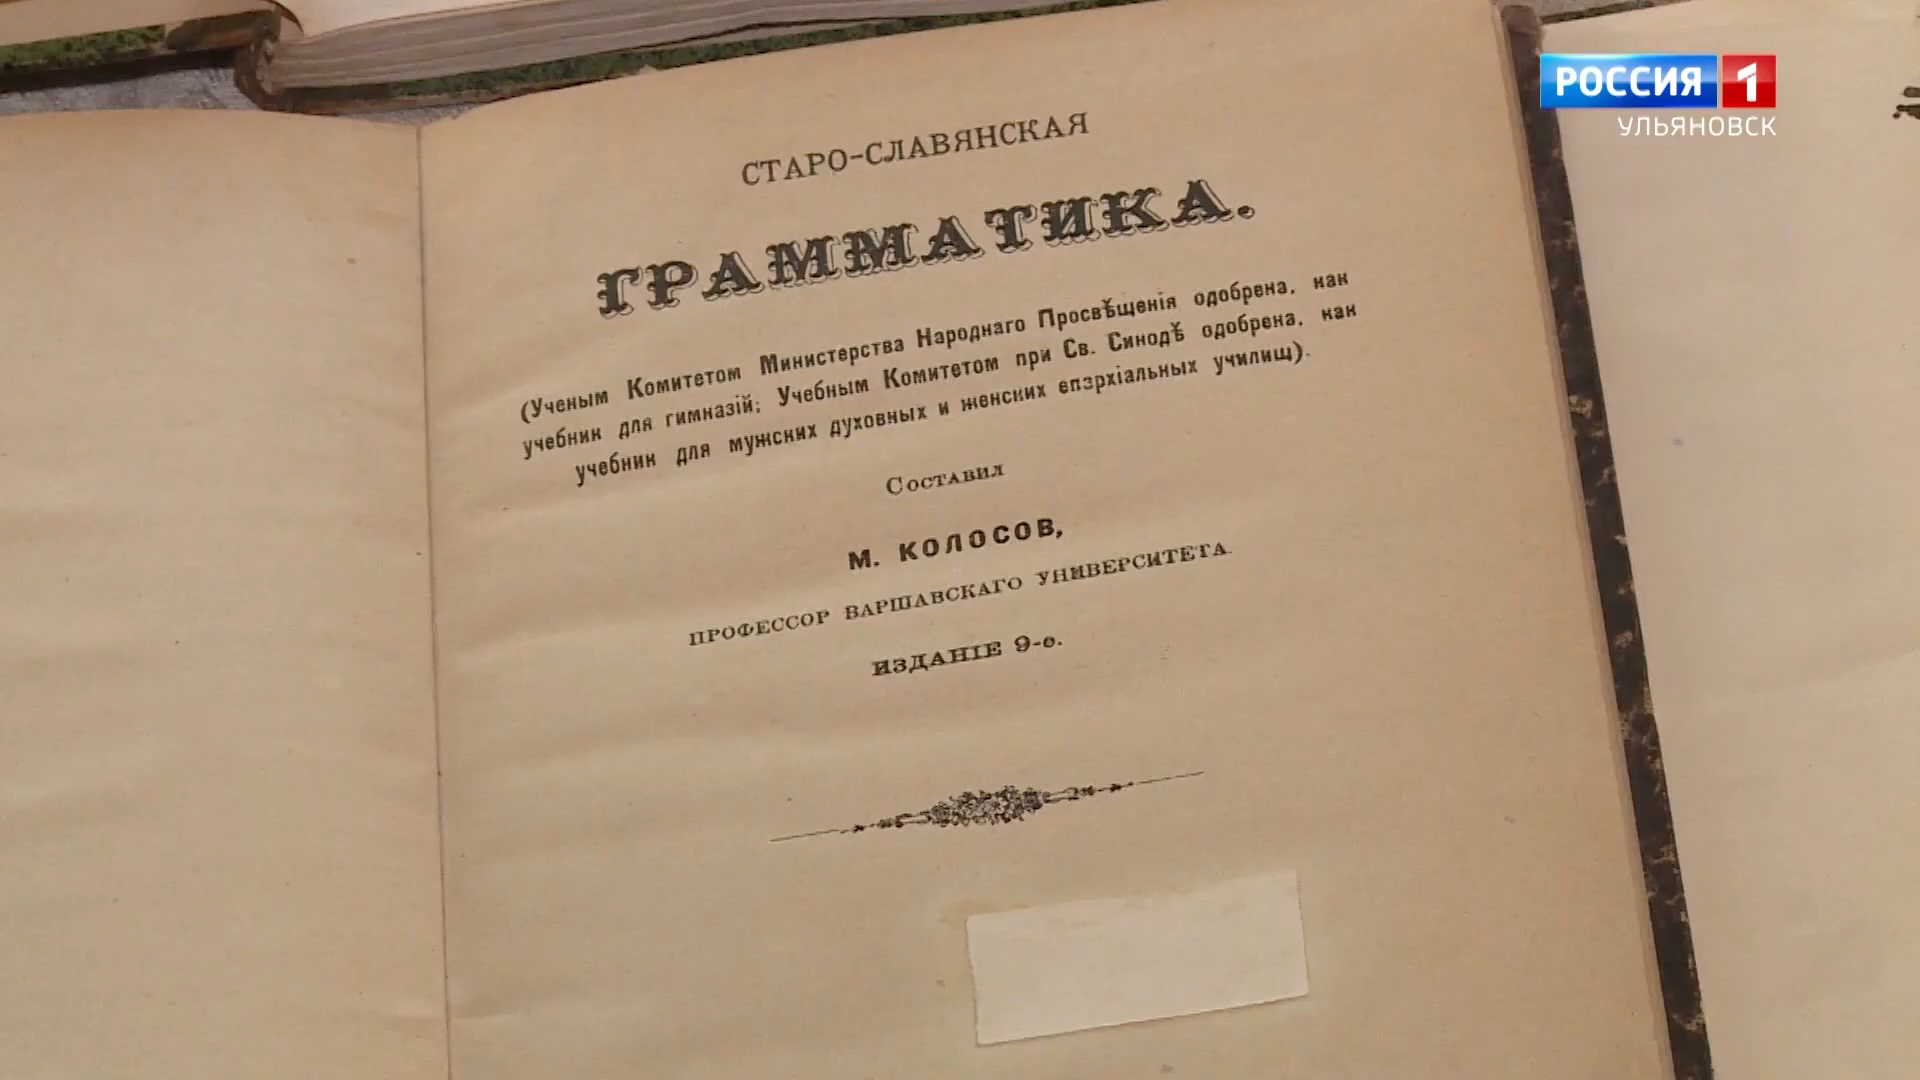 РОССИЯ 1
УЛЬЯНОВСК
СТАРО-СЛАВЯНСКАЯ
ГРАММАТИКА.
(Ученым Комитетом Министерства Народнаго Просвѣщенія одобрена, как
учебник для гимназій; Учебным Комитетом при Св. Синодѣ одобрена, как
учебник для мужских духовных и женских епархіальных училищ).
Составил
М. КОЛОСОВ,
ПРОФЕССОР ВАРШАВСКАГО УНИВЕРСИТЕТА.
ИЗДАНІЕ 9-е.